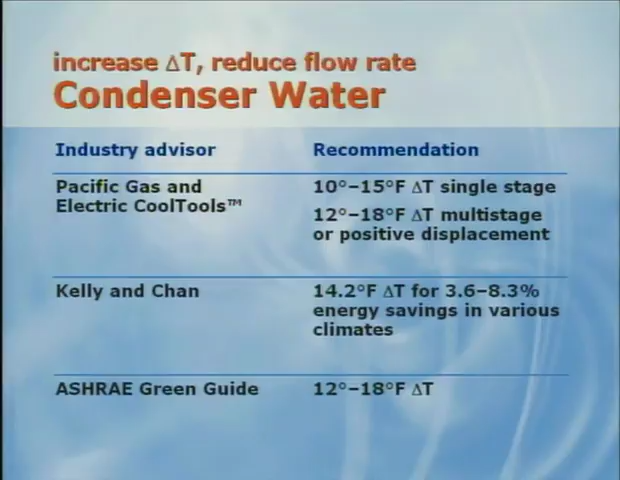 increase ΔT, reduce flow rate
Condenser Water
Industry advisor
Recommendation
Pacific Gas and
Electric CoolTools™
10°–15°F ΔT single stage
12°–18°F ΔT multistage
or positive displacement
Kelly and Chan
14.2°F ΔT for 3.6–8.3%
energy savings in various
climates
ASHRAE Green Guide
12°–18°F ΔT